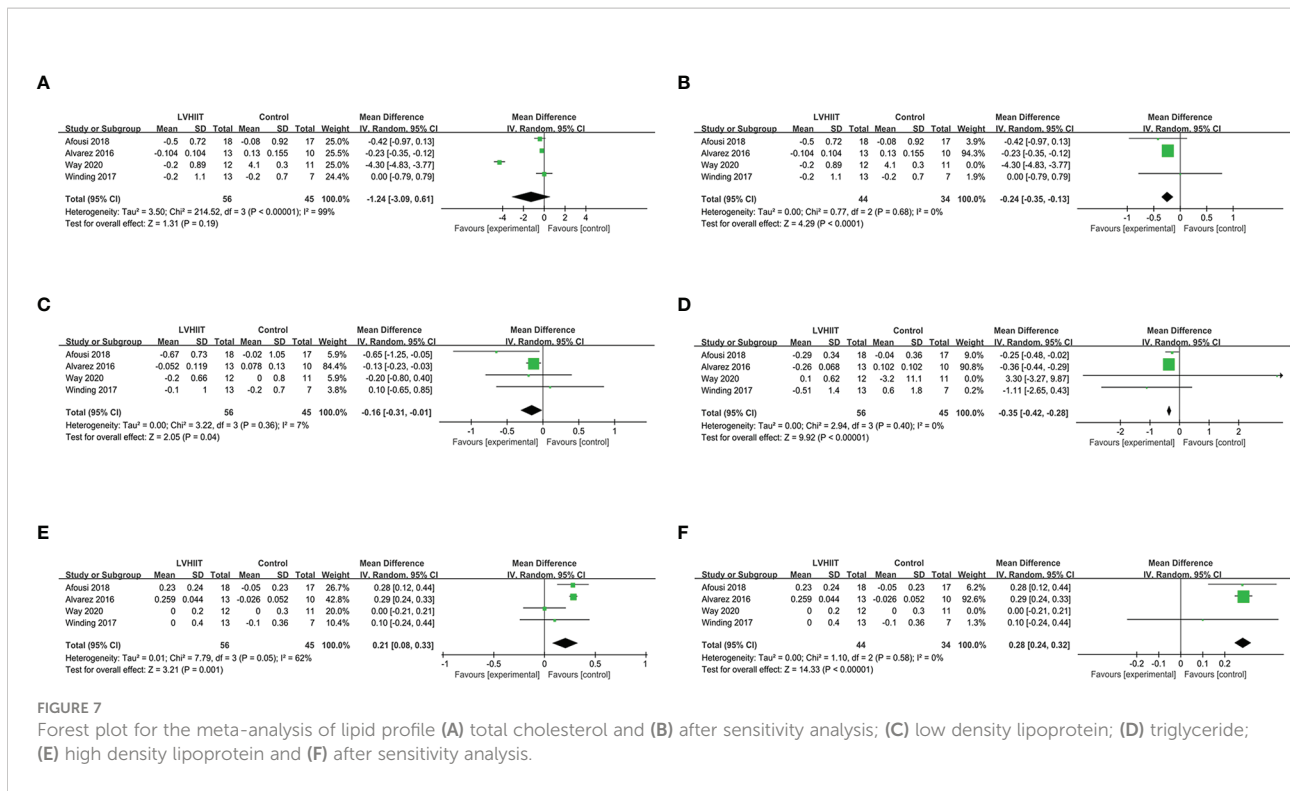 A
LVHIIT Control Mean Difference Mean Difference
Study or Subgroup Mean SD Total Mean SD Total Weight IV. Random, 95% CI IV. Random, 95% CI
Afousi 2018 -0.5 0.72 18 -0.08 0.92 17 25.0% -0.42 [-0.97, 0.13]
Alvarez 2016 -0.104 0.104 13 0.13 0.155 10 25.5% -0.23 [-0.35, -0.12]
Way 2020 -0.2 0.89 12 4.1 0.3 11 25.0% -4.30 [-4.83, -3.77]
Winding 2017 -0.2 1.1 13 -0.2 0.7 7 24.4% 0.00 [-0.79, 0.79]
Total (95% CI) 56 45 100.0% -1.24 [-3.09, 0.61]
Heterogeneity: Tau² = 3.50; Chi² = 214.52, df = 3 (P < 0.00001); I² = 99%
Test for overall effect: Z = 1.31 (P = 0.19)
-4 -2 0 2 4
Favours [experimental] Favours [control]
B
LVHIIT Control Mean Difference Mean Difference
Study or Subgroup Mean SD Total Mean SD Total Weight IV. Random, 95% CI IV. Random, 95% CI
Afousi 2018 -0.5 0.72 18 -0.08 0.92 17 3.9% -0.42 [-0.97, 0.13]
Alvarez 2016 -0.104 0.104 13 0.13 0.155 10 94.3% -0.23 [-0.35, -0.12]
Way 2020 -0.2 0.89 12 4.1 0.3 11 0.0% -4.30 [-4.83, -3.77]
Winding 2017 -0.2 1.1 13 -0.2 0.7 7 1.9% 0.00 [-0.79, 0.79]
Total (95% CI) 44 34 100.0% -0.24 [-0.35, -0.13]
Heterogeneity: Tau² = 0.00; Chi² = 0.77, df = 2 (P = 0.68); I² = 0%
Test for overall effect: Z = 4.29 (P < 0.0001)
-1 -0.5 0 0.5 1
Favours [experimental] Favours [control]
C
LVHIIT Control Mean Difference Mean Difference
Study or Subgroup Mean SD Total Mean SD Total Weight IV. Random, 95% CI IV. Random, 95% CI
Afousi 2018 -0.67 0.73 18 -0.02 1.05 17 5.9% -0.65 [-1.25, -0.05]
Alvarez 2016 -0.052 0.119 13 0.078 0.13 10 84.4% -0.13 [-0.23, -0.03]
Way 2020 -0.2 0.66 12 0 0.8 11 5.9% -0.20 [-0.80, 0.40]
Winding 2017 -0.1 1 13 -0.2 0.7 7 3.8% 0.10 [-0.65, 0.85]
Total (95% CI) 56 45 100.0% -0.16 [-0.31, -0.01]
Heterogeneity: Tau² = 0.00; Chi² = 3.22, df = 3 (P = 0.36); I² = 7%
Test for overall effect: Z = 2.05 (P = 0.04)
-1 -0.5 0 0.5 1
Favours [experimental] Favours [control]
D
LVHIIT Control Mean Difference Mean Difference
Study or Subgroup Mean SD Total Mean SD Total Weight IV. Random, 95% CI IV. Random, 95% CI
Afousi 2018 -0.29 0.34 18 -0.04 0.36 17 9.0% -0.25 [-0.48, -0.02]
Alvarez 2016 -0.26 0.068 13 0.102 0.102 10 90.8% -0.36 [-0.44, -0.29]
Way 2020 0.1 0.62 12 -3.2 11.1 11 0.0% 3.30 [-3.27, 9.87]
Winding 2017 -0.51 1.4 13 0.6 1.8 7 0.2% -1.11 [-2.65, 0.43]
Total (95% CI) 56 45 100.0% -0.35 [-0.42, -0.28]
Heterogeneity: Tau² = 0.00; Chi² = 2.94, df = 3 (P = 0.40); I² = 0%
Test for overall effect: Z = 9.92 (P < 0.00001)
-2 -1 0 1 2
Favours [experimental] Favours [control]
E
LVHIIT Control Mean Difference Mean Difference
Study or Subgroup Mean SD Total Mean SD Total Weight IV. Random, 95% CI IV. Random, 95% CI
Afousi 2018 0.23 0.24 18 -0.05 0.23 17 26.7% 0.28 [0.12, 0.44]
Alvarez 2016 0.259 0.044 13 -0.026 0.052 10 42.8% 0.29 [0.24, 0.33]
Way 2020 0 0.2 12 0 0.3 11 20.0% 0.00 [-0.21, 0.21]
Winding 2017 0 0.4 13 -0.1 0.36 7 10.4% 0.10 [-0.24, 0.44]
Total (95% CI) 56 45 100.0% 0.21 [0.08, 0.33]
Heterogeneity: Tau² = 0.01; Chi² = 7.79, df = 3 (P = 0.05); I² = 62%
Test for overall effect: Z = 3.21 (P = 0.001)
-1 -0.5 0 0.5 1
Favours [experimental] Favours [control]
F
LVHIIT Control Mean Difference Mean Difference
Study or Subgroup Mean SD Total Mean SD Total Weight IV. Random, 95% CI IV. Random, 95% CI
Afousi 2018 0.23 0.24 18 -0.05 0.23 17 6.2% 0.28 [0.12, 0.44]
Alvarez 2016 0.259 0.044 13 -0.026 0.052 10 92.6% 0.29 [0.24, 0.33]
Way 2020 0 0.2 12 0 0.3 11 0.0% 0.00 [-0.21, 0.21]
Winding 2017 0 0.4 13 -0.1 0.36 7 1.3% 0.10 [-0.24, 0.44]
Total (95% CI) 44 34 100.0% 0.28 [0.24, 0.32]
Heterogeneity: Tau² = 0.00; Chi² = 1.10, df = 2 (P = 0.58); I² = 0%
Test for overall effect: Z = 14.33 (P < 0.00001)
-0.4 -0.2 0 0.2 0.4
Favours [experimental] Favours [control]
FIGURE 7
Forest plot for the meta-analysis of lipid profile (A) total cholesterol and (B) after sensitivity analysis; (C) low density lipoprotein; (D) triglyceride;
(E) high density lipoprotein and (F) after sensitivity analysis.